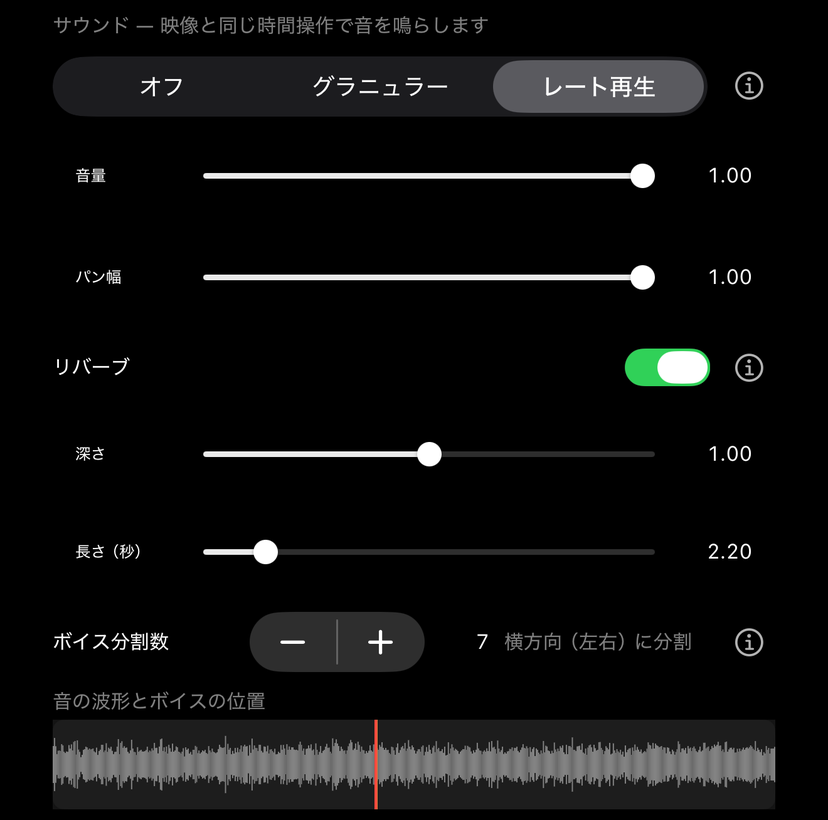 サウンド — 映像と同じ時間操作で音を鳴らします
オフ グラニュラー レート再生
音量 1.00
パン幅 1.00
リバーブ
深さ 1.00
長さ（秒） 2.20
ボイス分割数 − + 7 横方向（左右）に分割
音の波形とボイスの位置